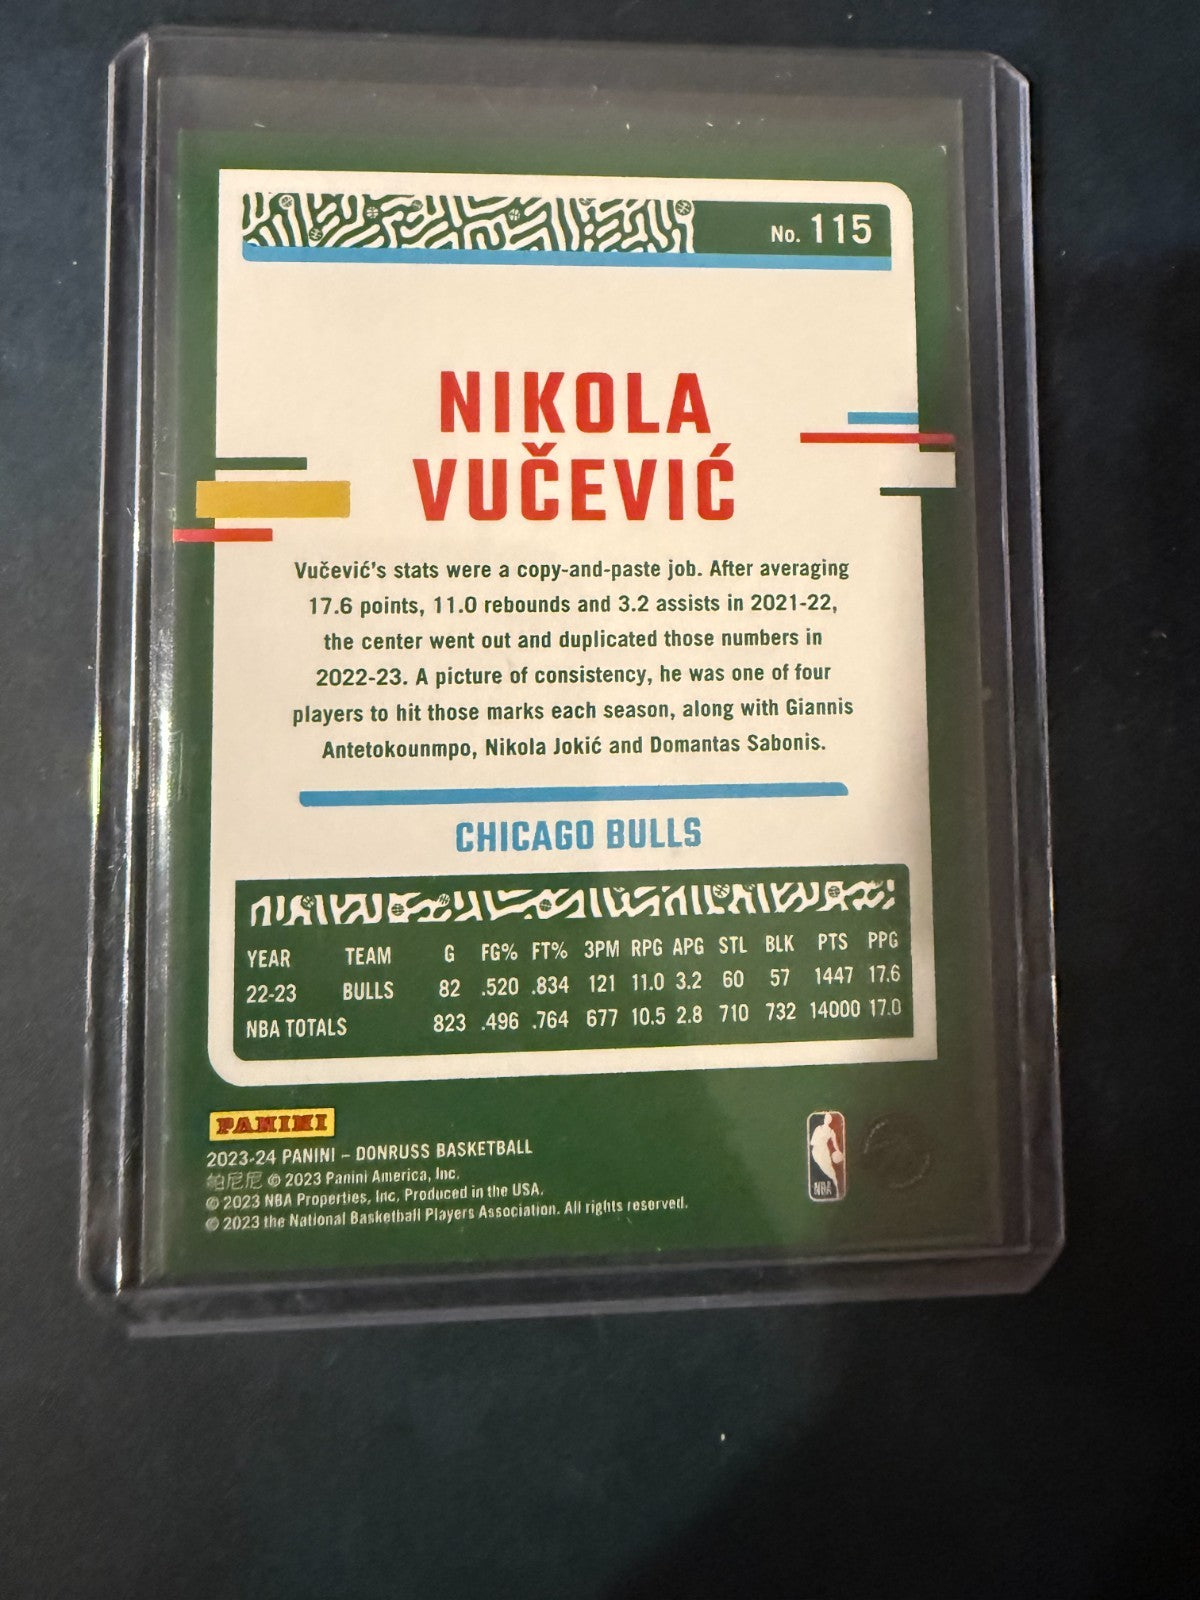 No. 115
NIKOLA
VUČEVIĆ
Vučević's stats were a copy-and-paste job. After averaging
17.6 points, 11.0 rebounds and 3.2 assists in 2021-22,
the center went out and duplicated those numbers in
2022-23. A picture of consistency, he was one of four
players to hit those marks each season, along with Giannis
Antetokounmpo, Nikola Jokić and Domantas Sabonis.
CHICAGO BULLS
YEAR TEAM G FG% FT% 3PM RPG APG STL BLK PTS PPG
22-23 BULLS 82 .520 .834 121 11.0 3.2 60 57 1447 17.6
NBA TOTALS 823 .496 .764 677 10.5 2.8 710 732 14000 17.0
PANINI
2023-24 PANINI – DONRUSS BASKETBALL
帕尼尼 © 2023 Panini America, Inc.
© 2023 NBA Properties, Inc, Produced in the USA.
© 2023 the National Basketball Players Association. All rights reserved.
NBA